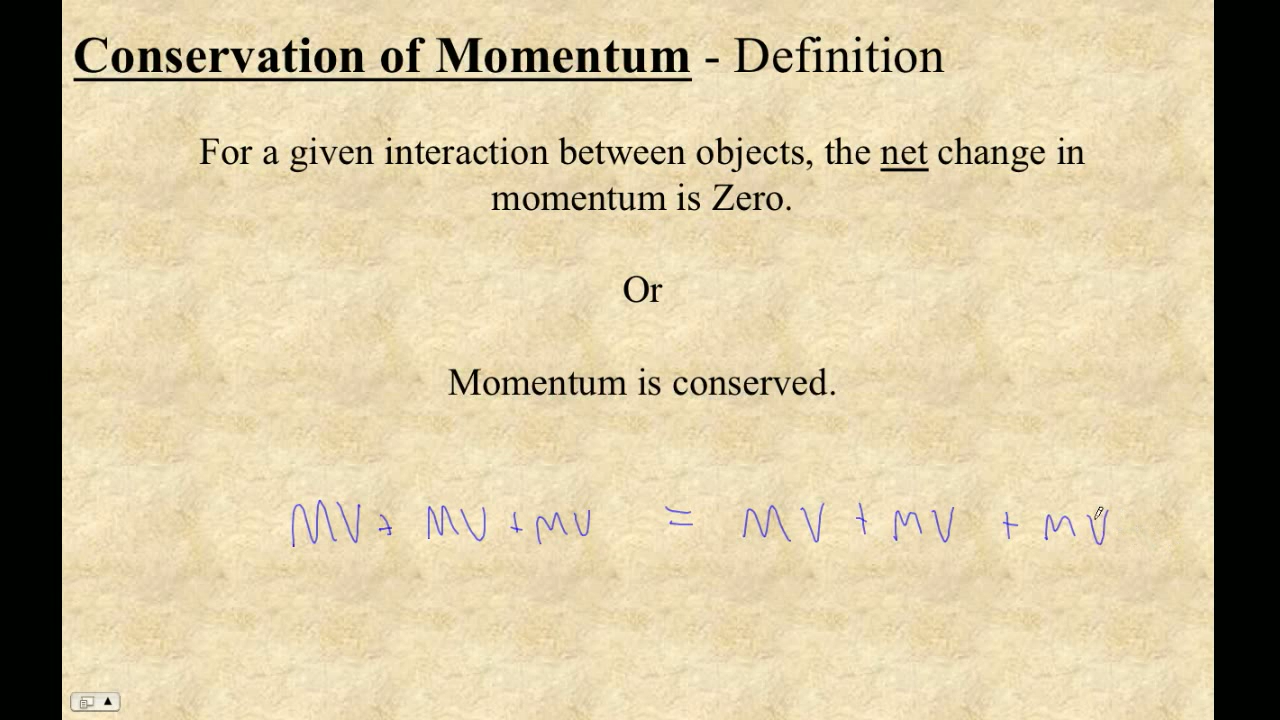 Conservation of Momentum - Definition
For a given interaction between objects, the net change in
momentum is Zero.
Or
Momentum is conserved.
MV + MV + mv = MV + MV + mv